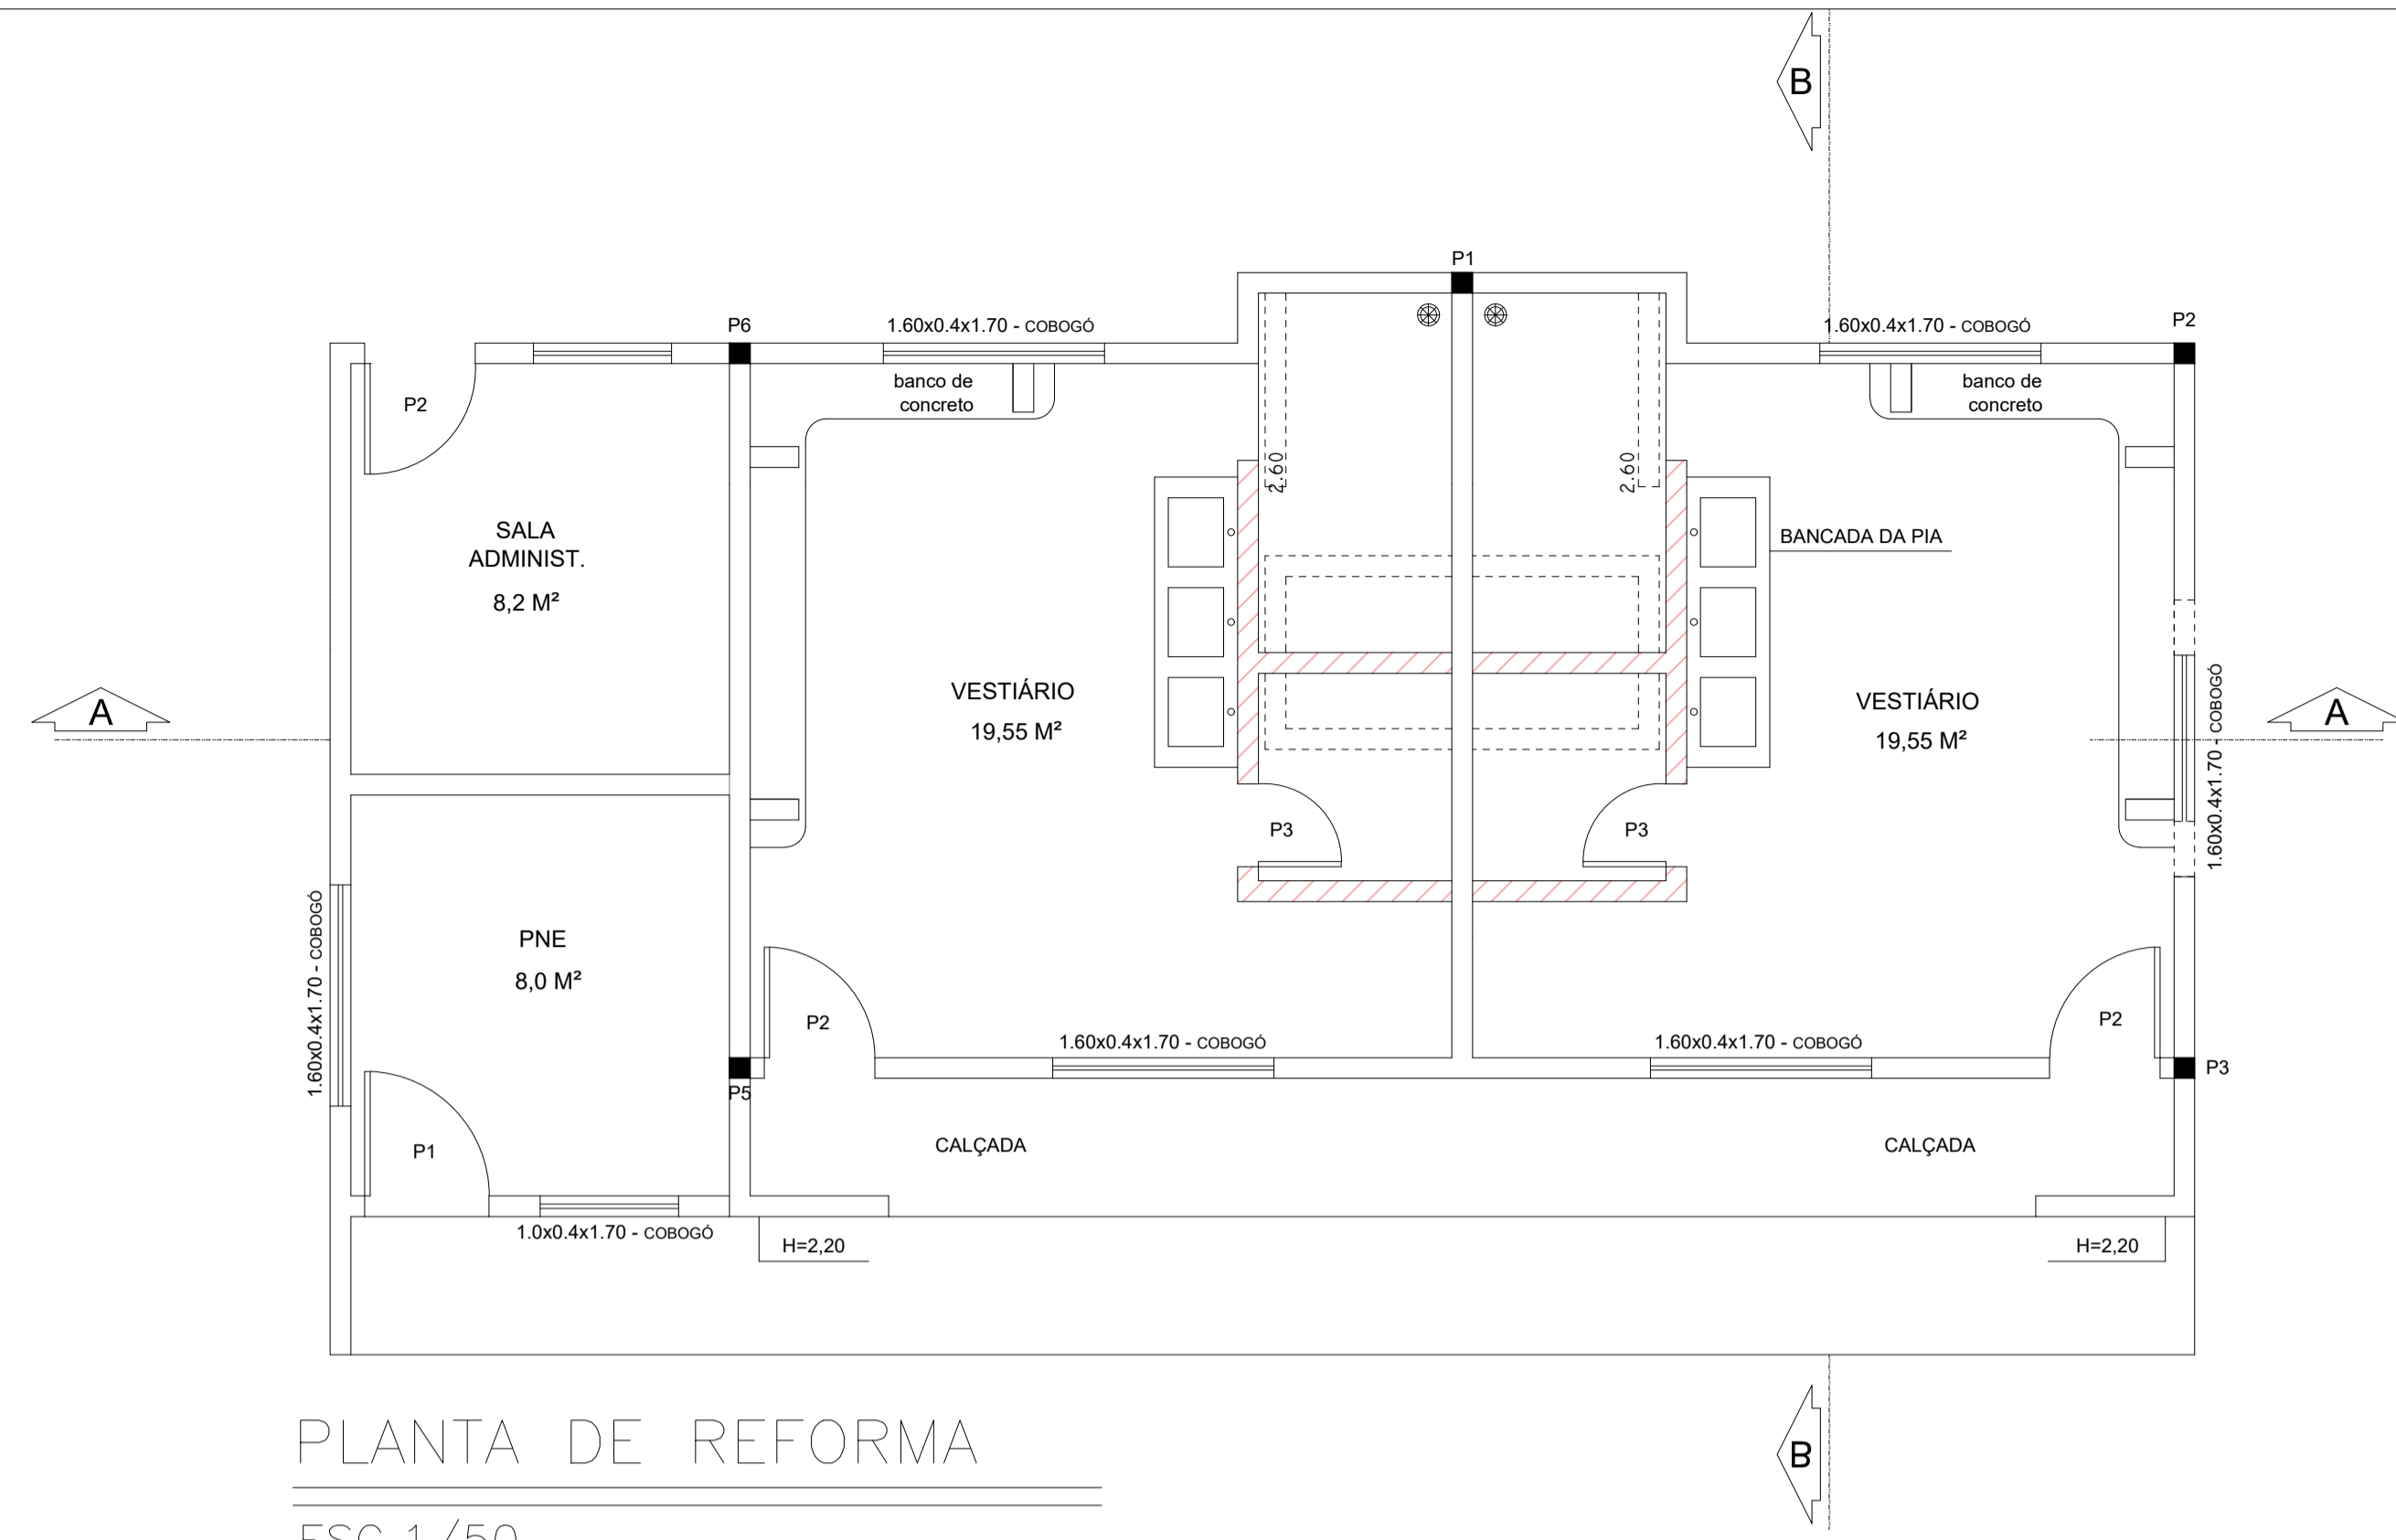 B
P1
P6
1.60x0.4x1.70 - COBOGÓ
1.60x0.4x1.70 - COBOGÓ
P2
banco de
concreto
banco de
concreto
P2
2.60
2.60
SALA
ADMINIST.
8,2 M²
BANCADA DA PIA
VESTIÁRIO
19,55 M²
VESTIÁRIO
19,55 M²
A
A
1.60x0.4x1.70 - COBOGÓ
P3
P3
PNE
8,0 M²
1.60x0.4x1.70 - COBOGÓ
P2
P2
1.60x0.4x1.70 - COBOGÓ
1.60x0.4x1.70 - COBOGÓ
P5
P3
P1
CALÇADA
CALÇADA
1.0x0.4x1.70 - COBOGÓ
H=2,20
H=2,20
PLANTA DE REFORMA
B
ESC 1/50